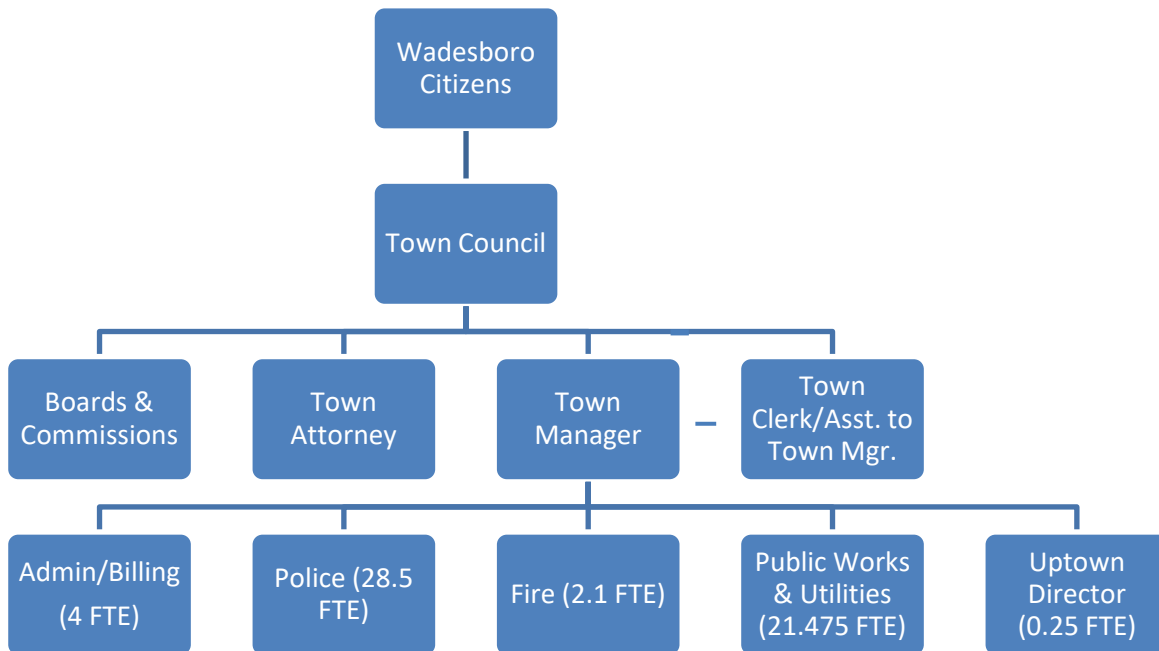 Wadesboro
Citizens
Town Council
Boards &
Commissions
Town
Attorney
Town
Manager
Town
Clerk/Asst. to
Town Mgr.
Admin/Billing
(4 FTE)
Police (28.5
FTE)
Fire (2.1 FTE)
Public Works
& Utilities
(21.475 FTE)
Uptown
Director
(0.25 FTE)